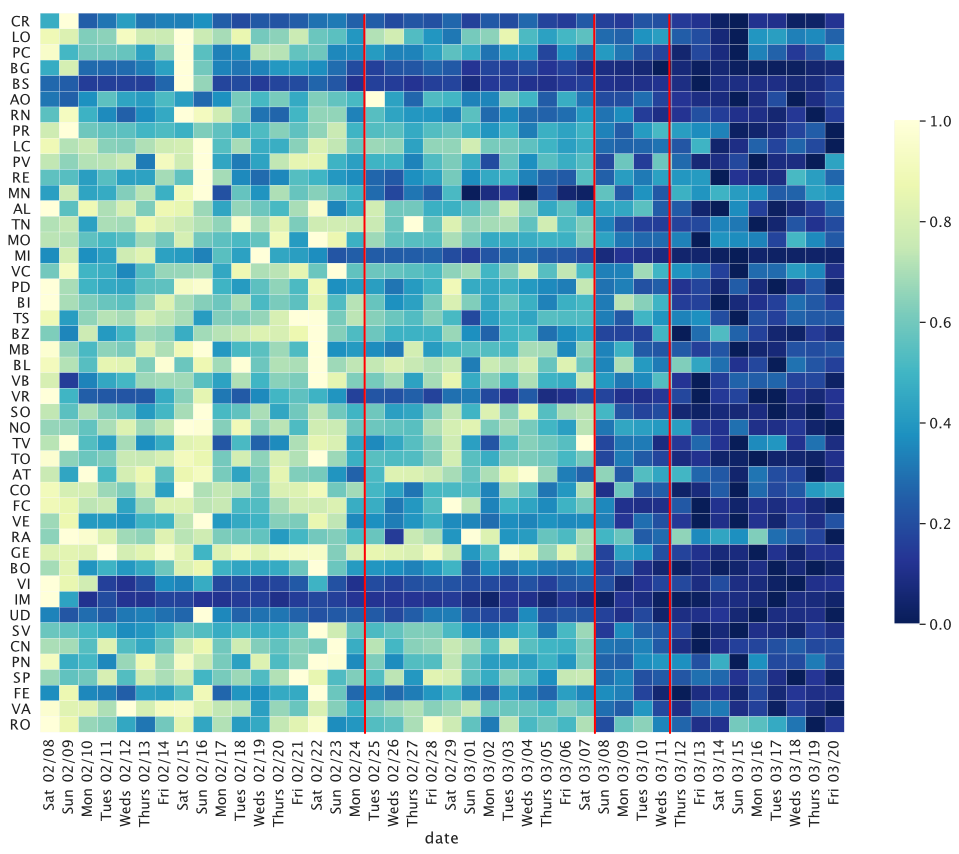 CR
LO
PC
BG
BS
AO
RN
PR
LC
PV
RE
MN
AL
TN
MO
MI
VC
PD
BI
TS
BZ
MB
BL
VB
VR
SO
NO
TV
TO
AT
CO
FC
VE
RA
GE
BO
VI
IM
UD
SV
CN
PN
SP
FE
VA
RO
Sat 02/08
Sun 02/09
Mon 02/10
Tues 02/11
Weds 02/12
Thurs 02/13
Fri 02/14
Sat 02/15
Sun 02/16
Mon 02/17
Tues 02/18
Weds 02/19
Thurs 02/20
Fri 02/21
Sat 02/22
Sun 02/23
Mon 02/24
Tues 02/25
Weds 02/26
Thurs 02/27
Fri 02/28
Sat 02/29
Sun 03/01
Mon 03/02
Tues 03/03
Weds 03/04
Thurs 03/05
Fri 03/06
Sat 03/07
Sun 03/08
Mon 03/09
Tues 03/10
Weds 03/11
Thurs 03/12
Fri 03/13
Sat 03/14
Sun 03/15
Mon 03/16
Tues 03/17
Weds 03/18
Thurs 03/19
Fri 03/20
date
1.0
0.8
0.6
0.4
0.2
0.0